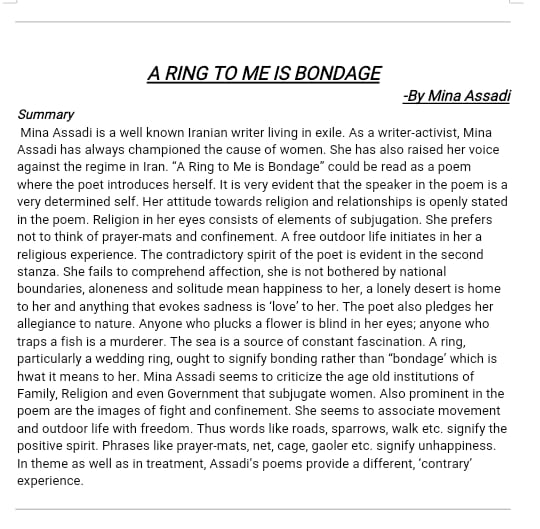 A RING TO ME IS BONDAGE
-By Mina Assadi
Summary
Mina Assadi is a well known Iranian writer living in exile. As a writer-activist, Mina
Assadi has always championed the cause of women. She has also raised her voice
against the regime in Iran. “A Ring to Me is Bondage” could be read as a poem
where the poet introduces herself. It is very evident that the speaker in the poem is a
very determined self. Her attitude towards religion and relationships is openly stated
in the poem. Religion in her eyes consists of elements of subjugation. She prefers
not to think of prayer-mats and confinement. A free outdoor life initiates in her a
religious experience. The contradictory spirit of the poet is evident in the second
stanza. She fails to comprehend affection, she is not bothered by national
boundaries, aloneness and solitude mean happiness to her, a lonely desert is home
to her and anything that evokes sadness is ‘love’ to her. The poet also pledges her
allegiance to nature. Anyone who plucks a flower is blind in her eyes; anyone who
traps a fish is a murderer. The sea is a source of constant fascination. A ring,
particularly a wedding ring, ought to signify bonding rather than “bondage’ which is
hwat it means to her. Mina Assadi seems to criticize the age old institutions of
Family, Religion and even Government that subjugate women. Also prominent in the
poem are the images of fight and confinement. She seems to associate movement
and outdoor life with freedom. Thus words like roads, sparrows, walk etc. signify the
positive spirit. Phrases like prayer-mats, net, cage, gaoler etc. signify unhappiness.
In theme as well as in treatment, Assadi's poems provide a different, ‘contrary’
experience.